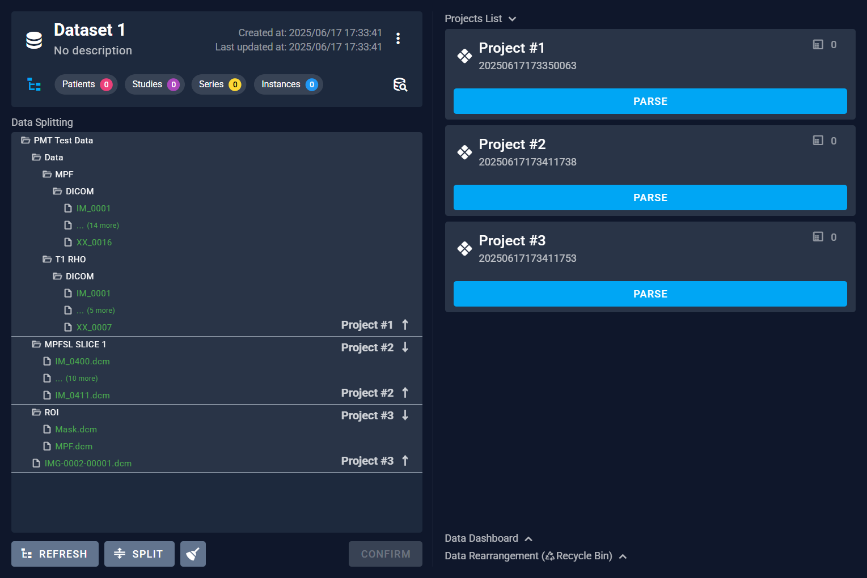 Dataset 1
No description
Created at: 2025/06/17 17:33:41
Last updated at: 2025/06/17 17:33:41
Patients 0
Studies 0
Series 0
Instances 0
Data Splitting
PMT Test Data
Data
MPF
DICOM
IM_0001
... (14 more)
XX_0016
T1 RHO
DICOM
IM_0001
... (5 more)
XX_0007
Project #1 ↑
MPFSL SLICE 1
Project #2 ↓
IM_0400.dcm
... (10 more)
IM_0411.dcm
Project #2 ↑
ROI
Project #3 ↓
Mask.dcm
MPF.dcm
IMG-0002-00001.dcm
Project #3 ↑
REFRESH
SPLIT
CONFIRM
Projects List
Project #1
20250617173350063
0
PARSE
Project #2
20250617173411738
0
PARSE
Project #3
20250617173411753
0
PARSE
Data Dashboard
Data Rearrangement (Recycle Bin)